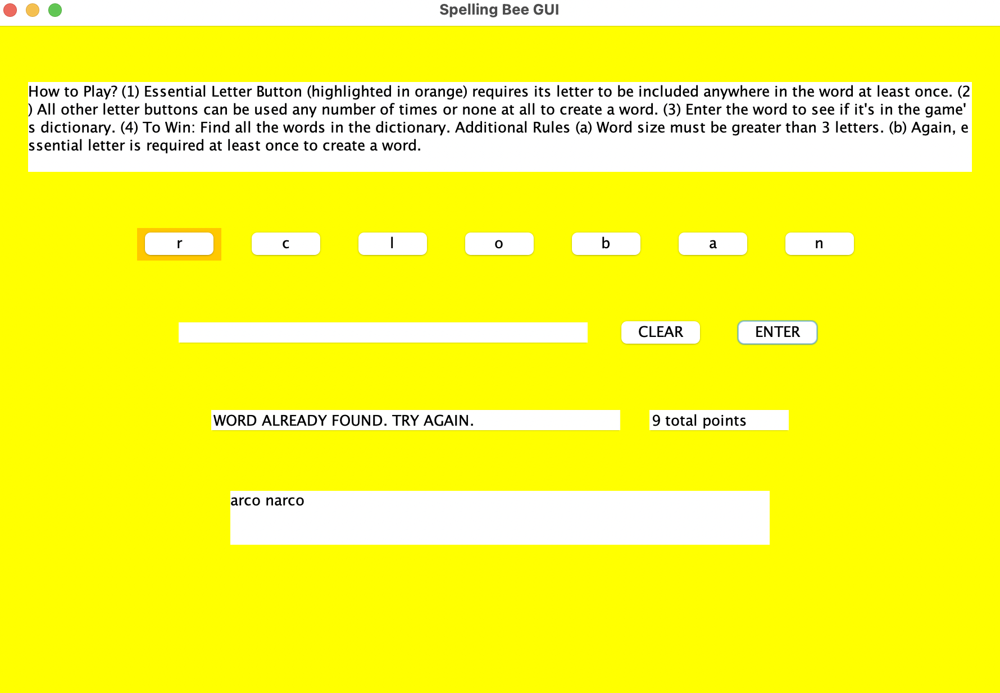 Spelling Bee GUI
How to Play? (1) Essential Letter Button (highlighted in orange) requires its letter to be included anywhere in the word at least once. (2
) All other letter buttons can be used any number of times or none at all to create a word. (3) Enter the word to see if it's in the game'
s dictionary. (4) To Win: Find all the words in the dictionary. Additional Rules (a) Word size must be greater than 3 letters. (b) Again, e
ssential letter is required at least once to create a word.
r c l o b a n
CLEAR ENTER
WORD ALREADY FOUND. TRY AGAIN. 9 total points
arco narco